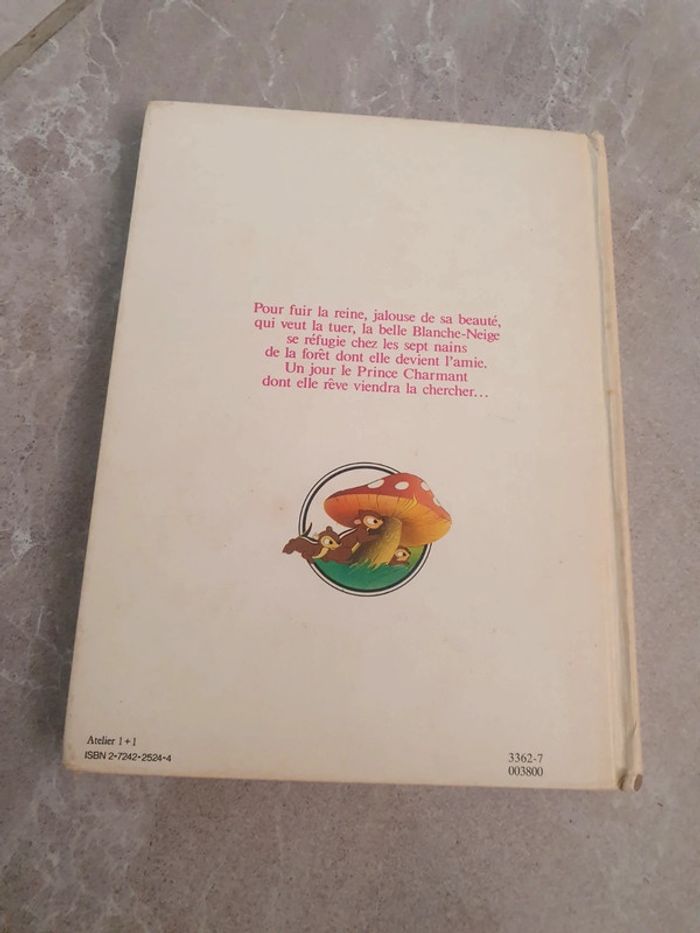 Pour fuir la reine, jalouse de sa beauté,
qui veut la tuer, la belle Blanche-Neige
se réfugie chez les sept nains
de la forêt dont elle devient l'amie.
Un jour le Prince Charmant
dont elle rêve viendra la chercher...
Atelier 1+1
ISBN 2-7242-2524-4
3362-7
003800